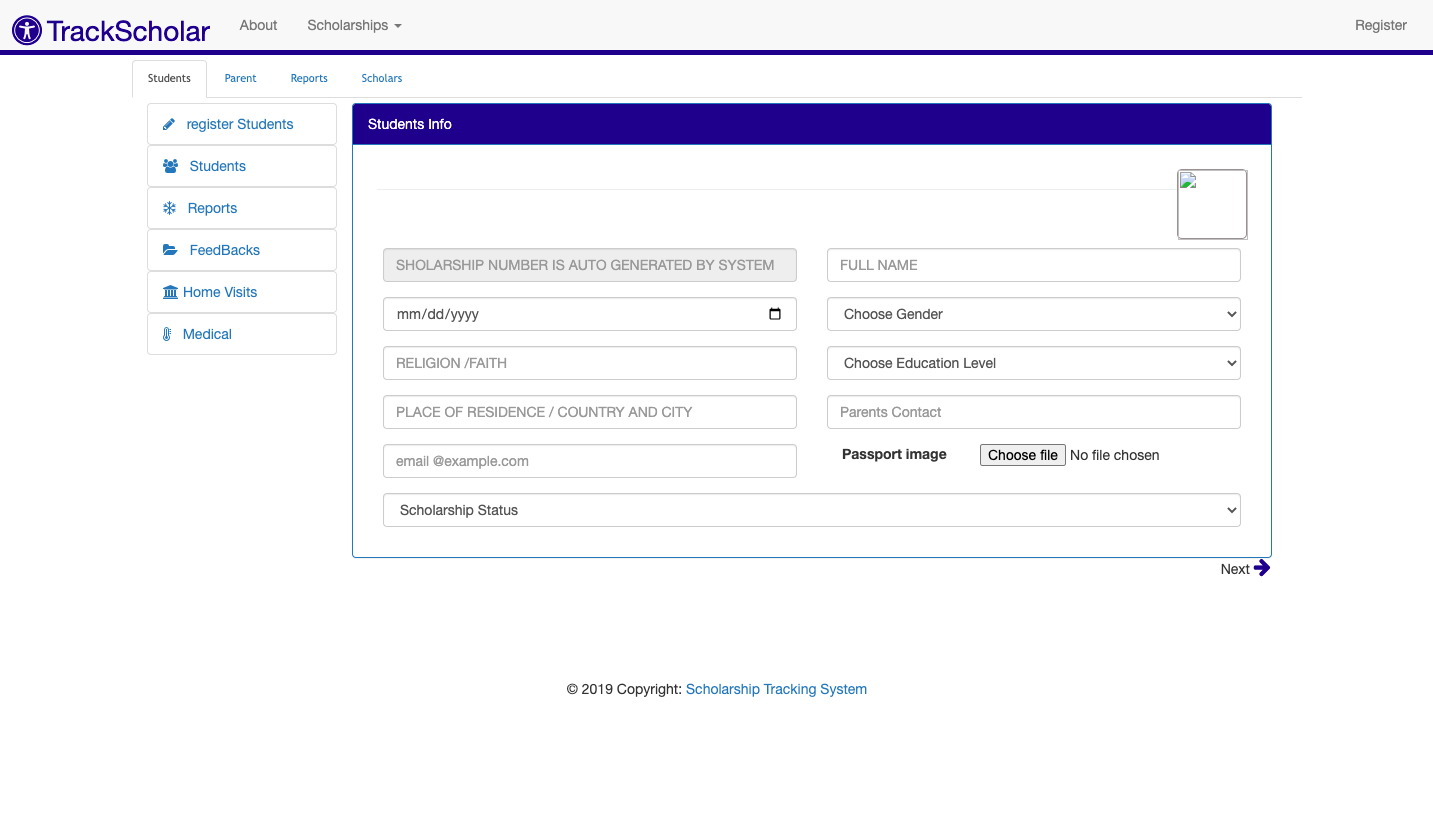 TrackScholar About Scholarships Register
Students Parent Reports Scholars
register Students
Students
Reports
FeedBacks
Home Visits
Medical
Students Info
SHOLARSHIP NUMBER IS AUTO GENERATED BY SYSTEM FULL NAME
mm/dd/yyyy Choose Gender
RELIGION /FAITH Choose Education Level
PLACE OF RESIDENCE / COUNTRY AND CITY Parents Contact
email @example.com Passport image Choose file No file chosen
Scholarship Status
Next
© 2019 Copyright: Scholarship Tracking System